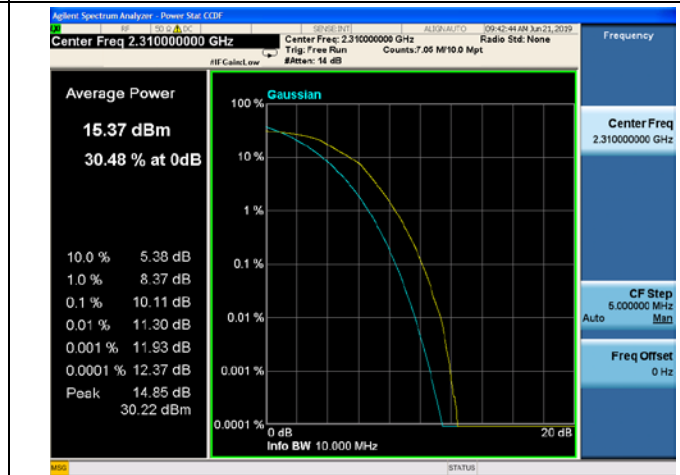 Agilent Spectrum Analyzer - Power Stat CCDF
RF 50 Ω DC SENSE:INT ALIGN AUTO 09:42:44 AM Jun 21, 2019
Center Freq 2.310000000 GHz
Center Freq: 2.310000000 GHz Radio Std: None
Trig: Free Run Counts:7.06 M/10.0 Mpt
#IFGain:Low #Atten: 14 dB
Frequency
Average Power
15.37 dBm
30.48 % at 0dB
10.0 % 5.38 dB
1.0 % 8.37 dB
0.1 % 10.11 dB
0.01 % 11.30 dB
0.001 % 11.93 dB
0.0001 % 12.37 dB
Peak 14.85 dB
30.22 dBm
Gaussian
100 %
10 %
1 %
0.1 %
0.01 %
0.001 %
0.0001 %
0 dB 20 dB
Info BW 10.000 MHz
Center Freq
2.310000000 GHz
CF Step
5.000000 MHz
Auto Man
Freq Offset
0 Hz
MSG STATUS